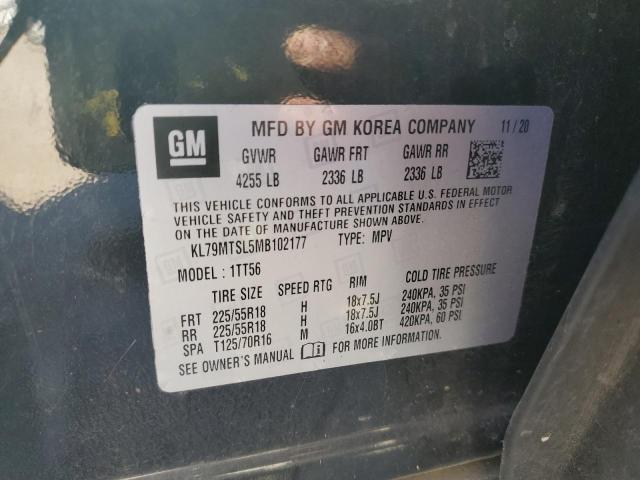 GM
MFD BY GM KOREA COMPANY 11/20
GVWR GAWR FRT GAWR RR
4255 LB 2336 LB 2336 LB
THIS VEHICLE CONFORMS TO ALL APPLICABLE U.S. FEDERAL MOTOR
VEHICLE SAFETY AND THEFT PREVENTION STANDARDS IN EFFECT
ON THE DATE OF MANUFACTURE SHOWN ABOVE.
KL79MTSL5MB102177 TYPE: MPV
MODEL: 1TT56
TIRE SIZE SPEED RTG RIM COLD TIRE PRESSURE
FRT 225/55R18 H 18x7.5J 240KPA, 35 PSI
RR 225/55R18 H 18x7.5J 240KPA, 35 PSI
SPA T125/70R16 M 16x4.0BT 420KPA, 60 PSI
SEE OWNER'S MANUAL FOR MORE INFORMATION.